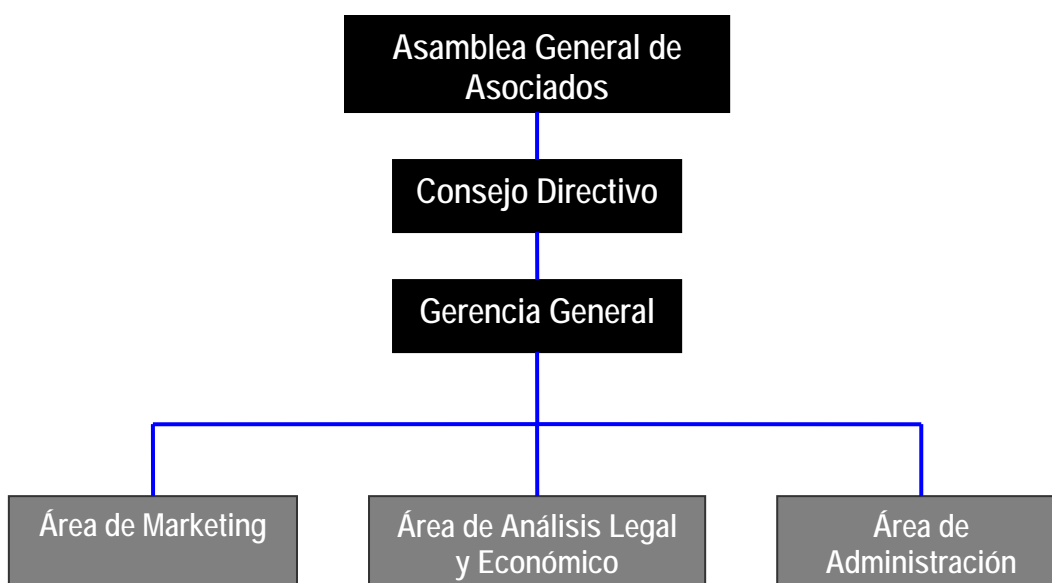 Asamblea General de
Asociados
Consejo Directivo
Gerencia General
Área de Marketing
Área de Análisis Legal
y Económico
Área de
Administración